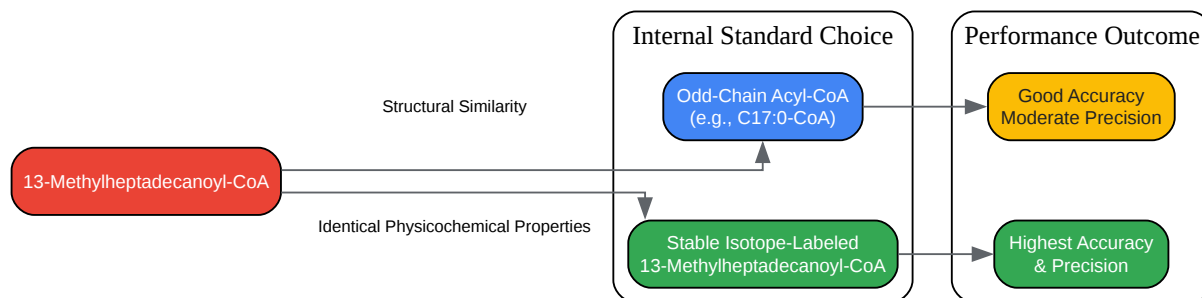 Internal Standard Choice
Performance Outcome
Structural Similarity
Odd-Chain Acyl-CoA
(e.g., C17:0-CoA)
Good Accuracy
Moderate Precision
13-Methylheptadecanoyl-CoA
Identical Physicochemical Properties
Stable Isotope-Labeled
13-Methylheptadecanoyl-CoA
Highest Accuracy
& Precision